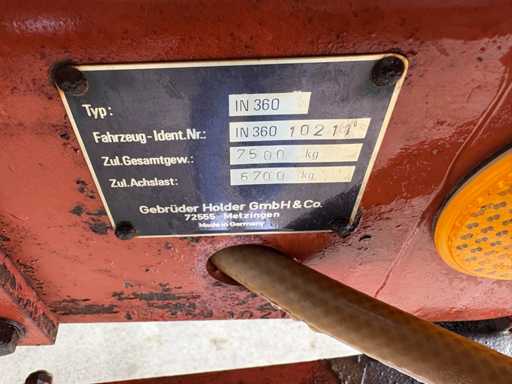 Typ: IN 360
Fahrzeug-Ident.Nr.: IN 360 10211
Zul.Gesamtgew.: 7500 kg
Zul.Achslast: 6700 kg
Gebrüder Holder GmbH & Co.
72555 Metzingen
Made in Germany